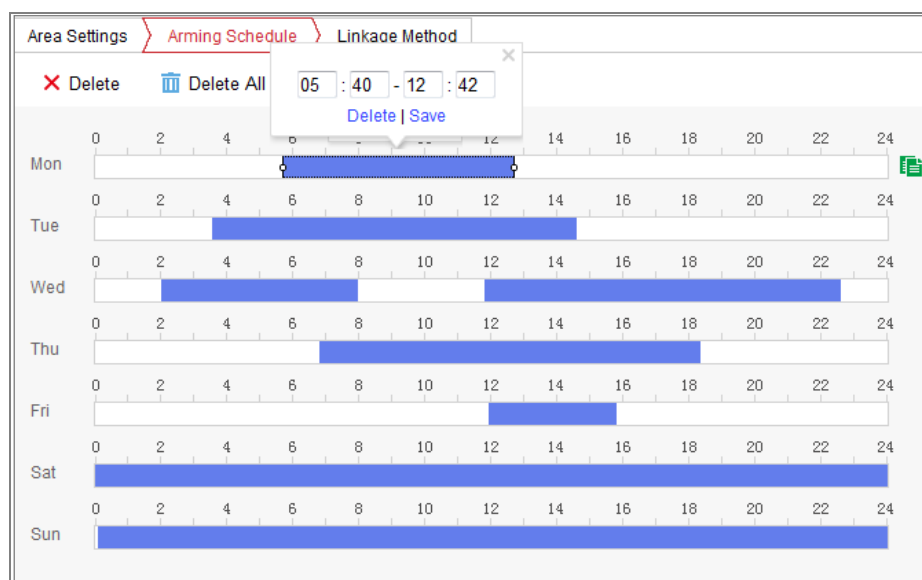 Area Settings Arming Schedule Linkage Method
Delete Delete All
05 : 40 - 12 : 42
Delete | Save
0 2 4 6 8 10 12 14 16 18 20 22 24
Mon
0 2 4 6 8 10 12 14 16 18 20 22 24
Tue
0 2 4 6 8 10 12 14 16 18 20 22 24
Wed
0 2 4 6 8 10 12 14 16 18 20 22 24
Thu
0 2 4 6 8 10 12 14 16 18 20 22 24
Fri
0 2 4 6 8 10 12 14 16 18 20 22 24
Sat
0 2 4 6 8 10 12 14 16 18 20 22 24
Sun